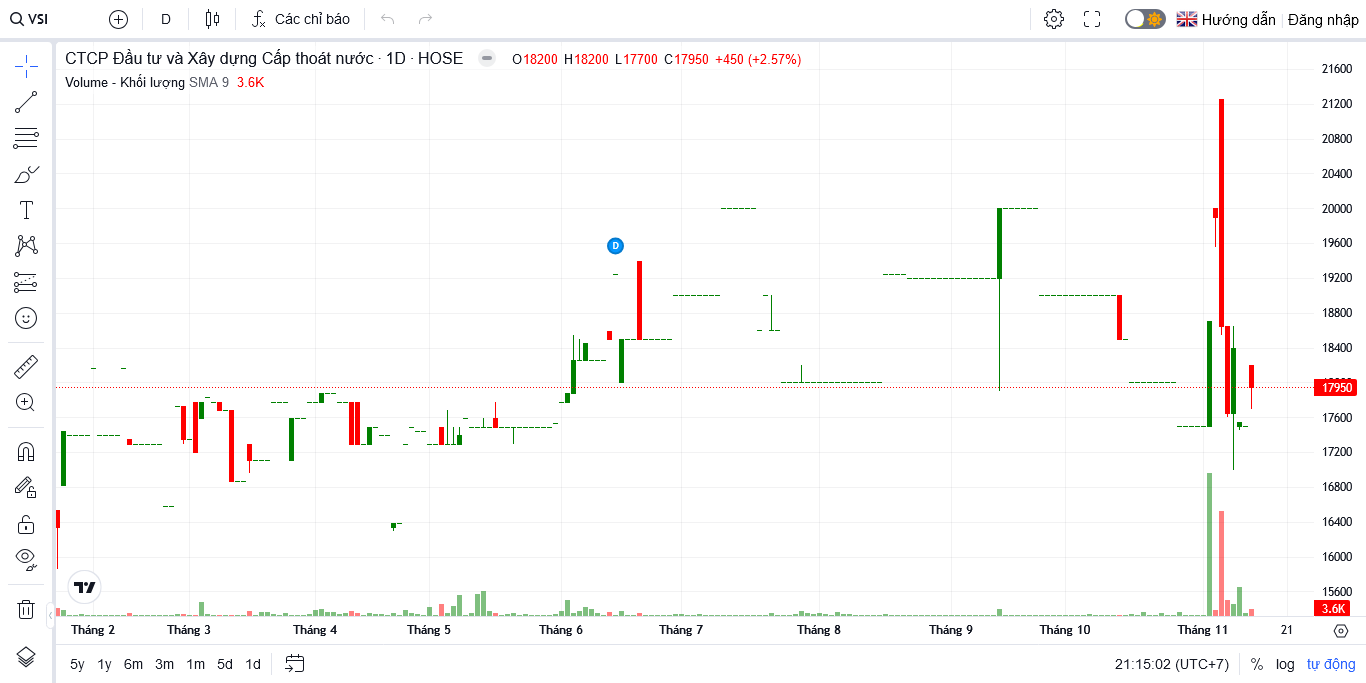 VSI D Các chỉ báo Hướng dẫn Đăng nhập
CTCP Đầu tư và Xây dựng Cấp thoát nước · 1D · HOSE O18200 H18200 L17700 C17950 +450 (+2.57%)
Volume - Khối lượng SMA 9 3.6K
21600
21200
20800
20400
20000
19600
19200
18800
18400
17950
17600
17200
16800
16400
16000
15600
3.6K
D
Tháng 2 Tháng 3 Tháng 4 Tháng 5 Tháng 6 Tháng 7 Tháng 8 Tháng 9 Tháng 10 Tháng 11 21
5y 1y 6m 3m 1m 5d 1d 21:15:02 (UTC+7) % log tự động